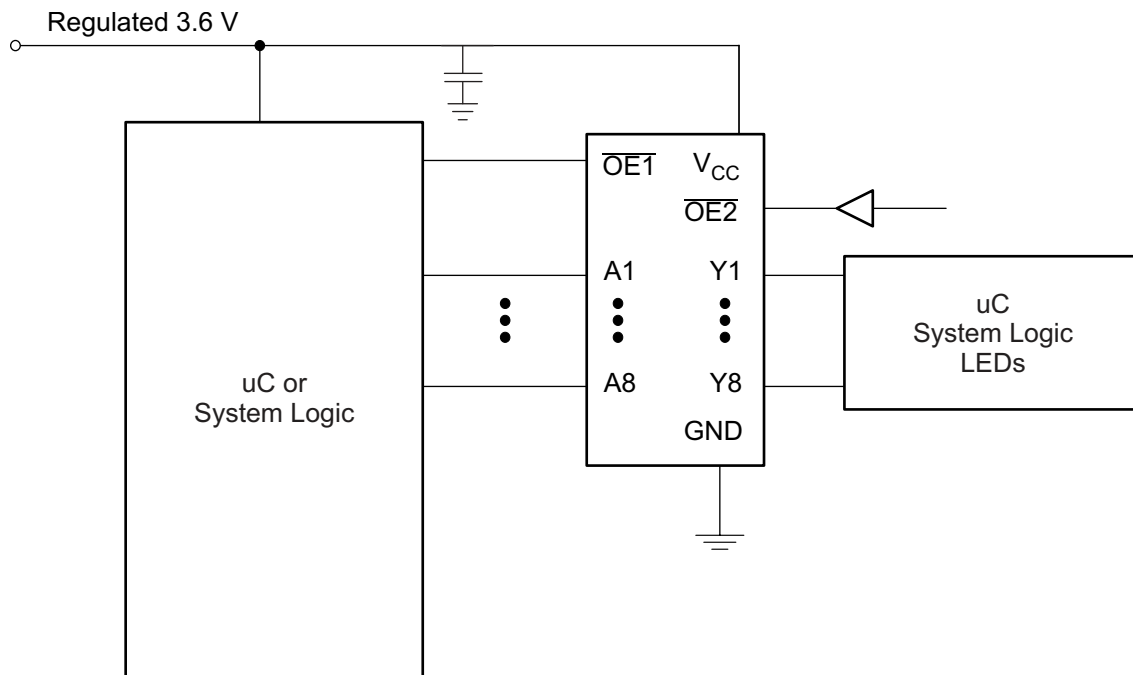 Regulated 3.6 V
OE1
VCC
OE2
A1
Y1
A8
Y8
GND
uC or
System Logic
uC
System Logic
LEDs